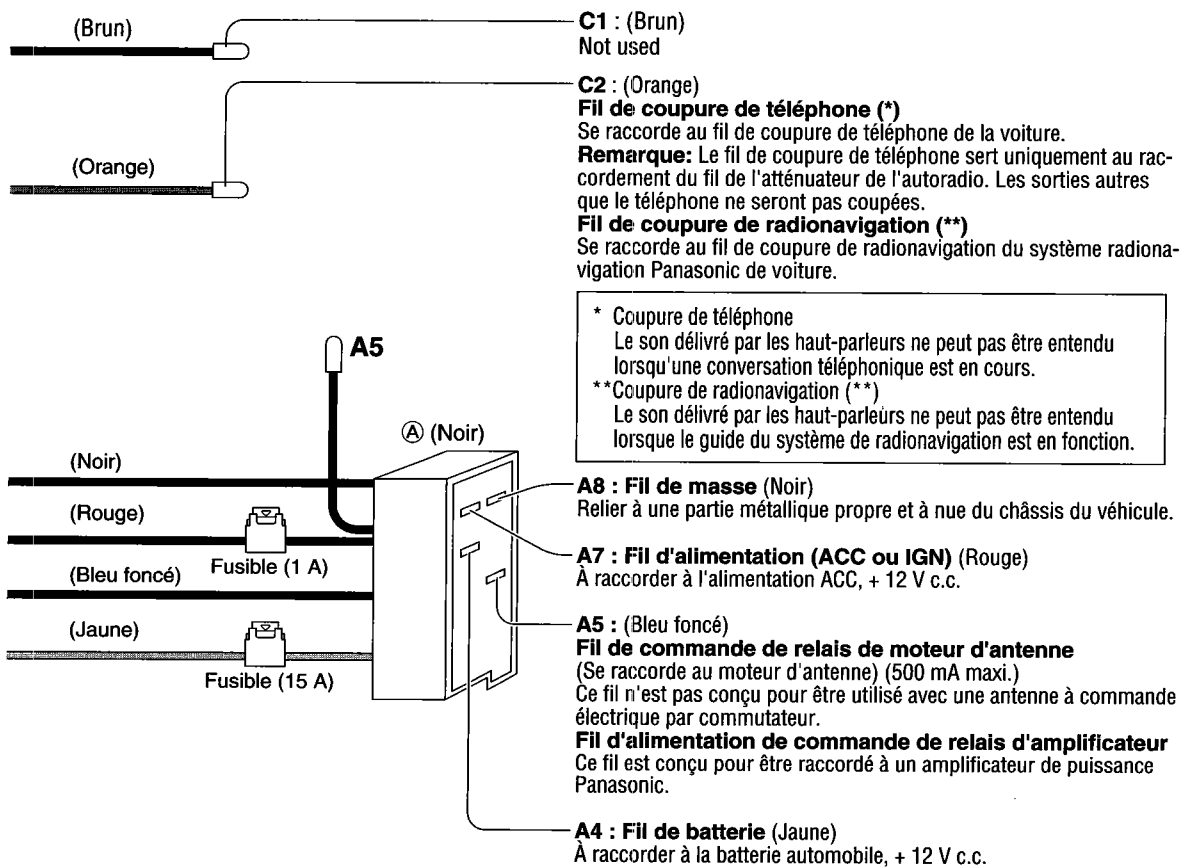 (Brun)
C1 : (Brun)
Not used
(Orange)
C2 : (Orange)
Fil de coupure de téléphone (*)
Se raccorde au fil de coupure de téléphone de la voiture.
Remarque: Le fil de coupure de téléphone sert uniquement au rac-
cordement du fil de l'atténuateur de l'autoradio. Les sorties autres
que le téléphone ne seront pas coupées.
Fil de coupure de radionavigation (**)
Se raccorde au fil de coupure de radionavigation du système radiona-
vigation Panasonic de voiture.
* Coupure de téléphone
Le son délivré par les haut-parleurs ne peut pas être entendu
lorsqu'une conversation téléphonique est en cours.
**Coupure de radionavigation (**)
Le son délivré par les haut-parleurs ne peut pas être entendu
lorsque le guide du système de radionavigation est en fonction.
A5
Ⓐ (Noir)
(Noir)
(Rouge)
Fusible (1 A)
(Bleu foncé)
(Jaune)
Fusible (15 A)
A8 : Fil de masse (Noir)
Relier à une partie métallique propre et à nue du châssis du véhicule.
A7 : Fil d'alimentation (ACC ou IGN) (Rouge)
À raccorder à l'alimentation ACC, + 12 V c.c.
A5 : (Bleu foncé)
Fil de commande de relais de moteur d'antenne
(Se raccorde au moteur d'antenne) (500 mA maxi.)
Ce fil n'est pas conçu pour être utilisé avec une antenne à commande
électrique par commutateur.
Fil d'alimentation de commande de relais d'amplificateur
Ce fil est conçu pour être raccordé à un amplificateur de puissance
Panasonic.
A4 : Fil de batterie (Jaune)
À raccorder à la batterie automobile, + 12 V c.c.